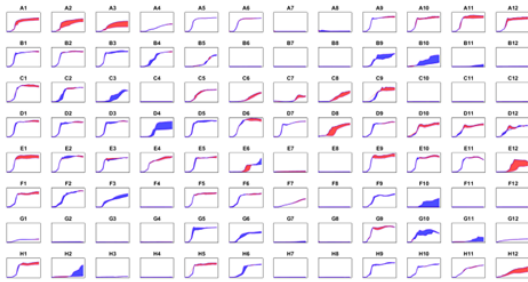 A1 A2 A3 A4 A5 A6 A7 A8 A9 A10 A11 A12
B1 B2 B3 B4 B5 B6 B7 B8 B9 B10 B11 B12
C1 C2 C3 C4 C5 C6 C7 C8 C9 C10 C11 C12
D1 D2 D3 D4 D5 D6 D7 D8 D9 D10 D11 D12
E1 E2 E3 E4 E5 E6 E7 E8 E9 E10 E11 E12
F1 F2 F3 F4 F5 F6 F7 F8 F9 F10 F11 F12
G1 G2 G3 G4 G5 G6 G7 G8 G9 G10 G11 G12
H1 H2 H3 H4 H5 H6 H7 H8 H9 H10 H11 H12